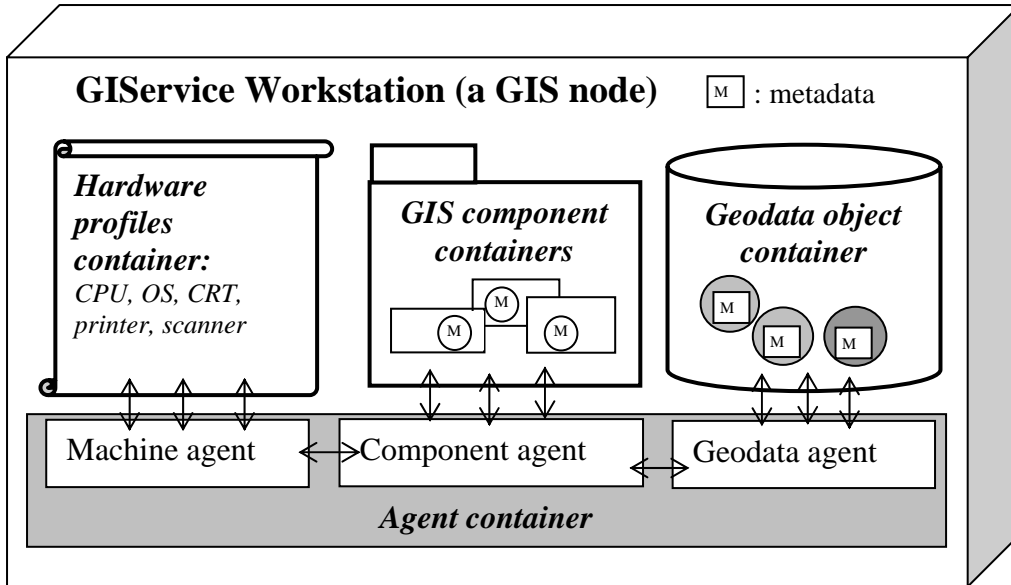 GIService Workstation (a GIS node)
M : metadata
Hardware
profiles
container:
CPU, OS, CRT,
printer, scanner
GIS component
containers
M
M
M
Geodata object
container
M
M
M
Machine agent
Component agent
Geodata agent
Agent container